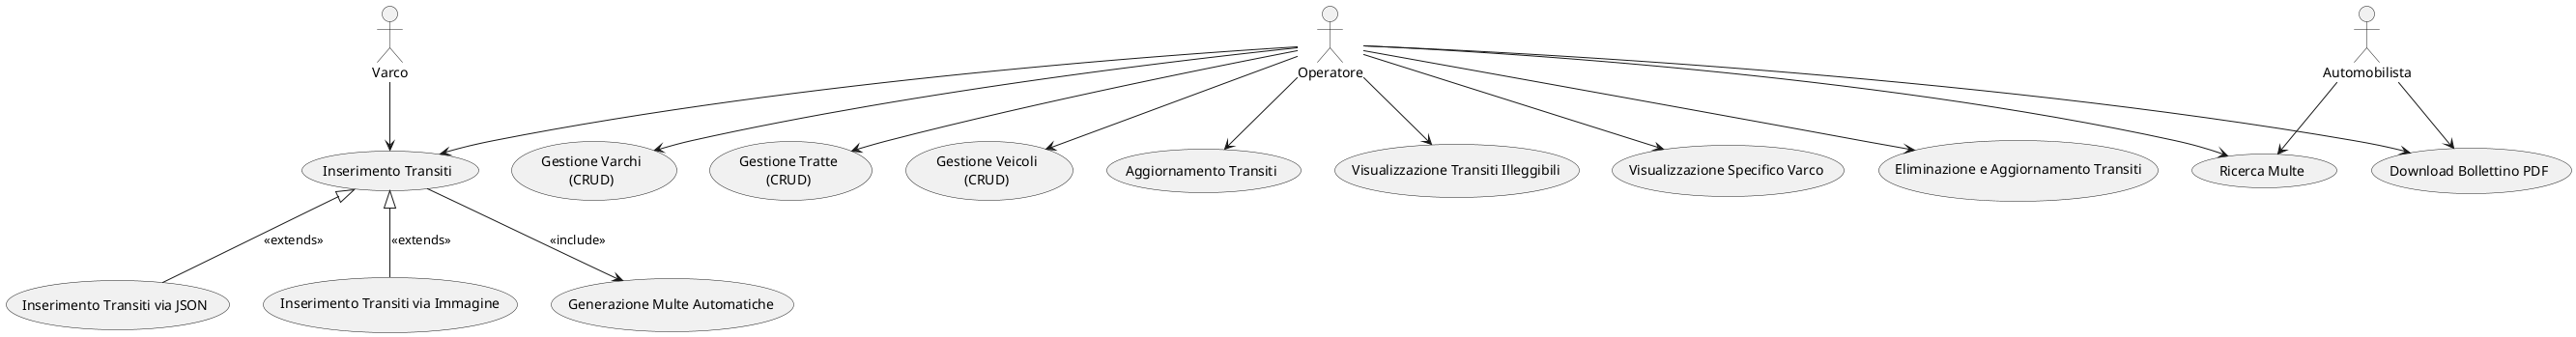 Varco
Operatore
Automobilista
Inserimento Transiti
Gestione Varchi
(CRUD)
Gestione Tratte
(CRUD)
Gestione Veicoli
(CRUD)
Aggiornamento Transiti
Visualizzazione Transiti Illeggibili
Visualizzazione Specifico Varco
Eliminazione e Aggiornamento Transiti
Ricerca Multe
Download Bollettino PDF
«extends»
«extends»
«include»
Inserimento Transiti via JSON
Inserimento Transiti via Immagine
Generazione Multe Automatiche